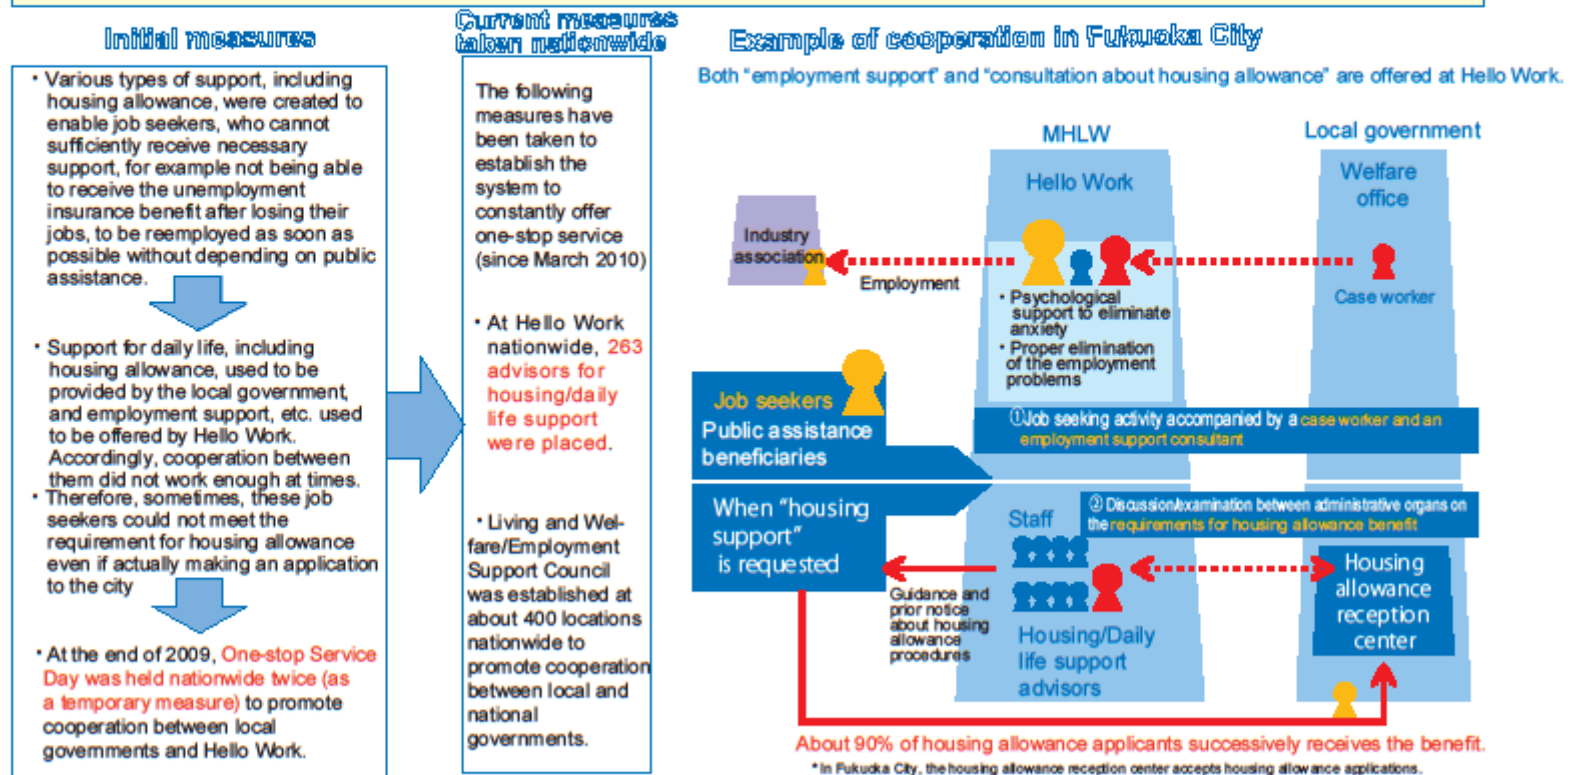 Initial measures
• Various types of support, including
housing allowance, were created to
enable job seekers, who cannot
sufficiently receive necessary
support, for example not being able
to receive the unemployment
insurance benefit after losing their
jobs, to be reemployed as soon as
possible without depending on public
assistance.
• Support for daily life, including
housing allowance, used to be
provided by the local government,
and employment support, etc. used
to be offered by Hello Work.
Accordingly, cooperation between
them did not work enough at times.
• Therefore, sometimes, these job
seekers could not meet the
requirement for housing allowance
even if actually making an application
to the city
• At the end of 2009, One-stop Service
Day was held nationwide twice (as
a temporary measure) to promote
cooperation between local
governments and Hello Work.
Current measures
taken nationwide
The following
measures have
been taken to
establish the
system to
constantly offer
one-stop service
(since March 2010)
• At Hello Work
nationwide, 263
advisors for
housing/daily
life support
were placed.
• Living and Wel-
fare/Employment
Support Council
was established at
about 400 locations
nationwide to
promote cooperation
between local and
national
governments.
Example of cooperation in Fukuoka City
Both "employment support" and "consultation about housing allowance" are offered at Hello Work.
MHLW
Local government
Hello Work
Welfare
office
Industry
association
Employment
Case worker
• Psychological
support to eliminate
anxiety
• Proper elimination
of the employment
problems
Job seekers
Public assistance
beneficiaries
①Job seeking activity accompanied by a case worker and an
employment support consultant
When "housing
support"
is requested
② Discussion/examination between administrative organs on
the requirements for housing allowance benefit
Staff
Guidance and
prior notice
about housing
allowance
procedures
Housing/Daily
life support
advisors
Housing
allowance
reception
center
About 90% of housing allowance applicants successively receives the benefit.
* In Fukuoka City, the housing allowance reception center accepts housing allowance applications.